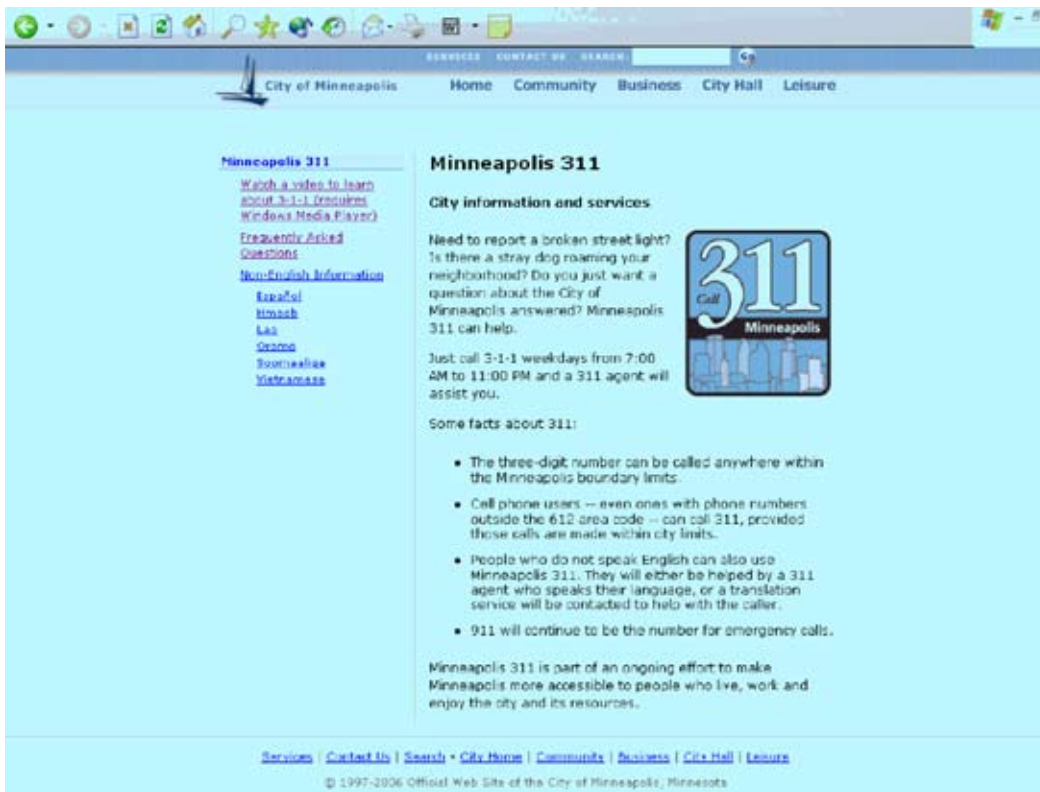 SERVICES CONTACT US SEARCH: Go
City of Minneapolis
Home Community Business City Hall Leisure
Minneapolis 311
Watch a video to learn
about 3-1-1 (requires
Windows Media Player)
Frequently Asked
Questions
Non-English Information
Español
Hmoob
Lao
Oromo
Soomaaliga
Vietnamese
Minneapolis 311
City information and services
Need to report a broken street light?
Is there a stray dog roaming your
neighborhood? Do you just want a
question about the City of
Minneapolis answered? Minneapolis
311 can help.
311
Call
Minneapolis
Just call 3-1-1 weekdays from 7:00
AM to 11:00 PM and a 311 agent will
assist you.
Some facts about 311:
• The three-digit number can be called anywhere within
the Minneapolis boundary limits.
• Cell phone users -- even ones with phone numbers
outside the 612 area code -- can call 311, provided
those calls are made within city limits.
• People who do not speak English can also use
Minneapolis 311. They will either be helped by a 311
agent who speaks their language, or a translation
service will be contacted to help with the caller.
• 911 will continue to be the number for emergency calls.
Minneapolis 311 is part of an ongoing effort to make
Minneapolis more accessible to people who live, work and
enjoy the city and its resources.
Services | Contact Us | Search • City Home | Community | Business | City Hall | Leisure
© 1997-2006 Official Web Site of the City of Minneapolis, Minnesota